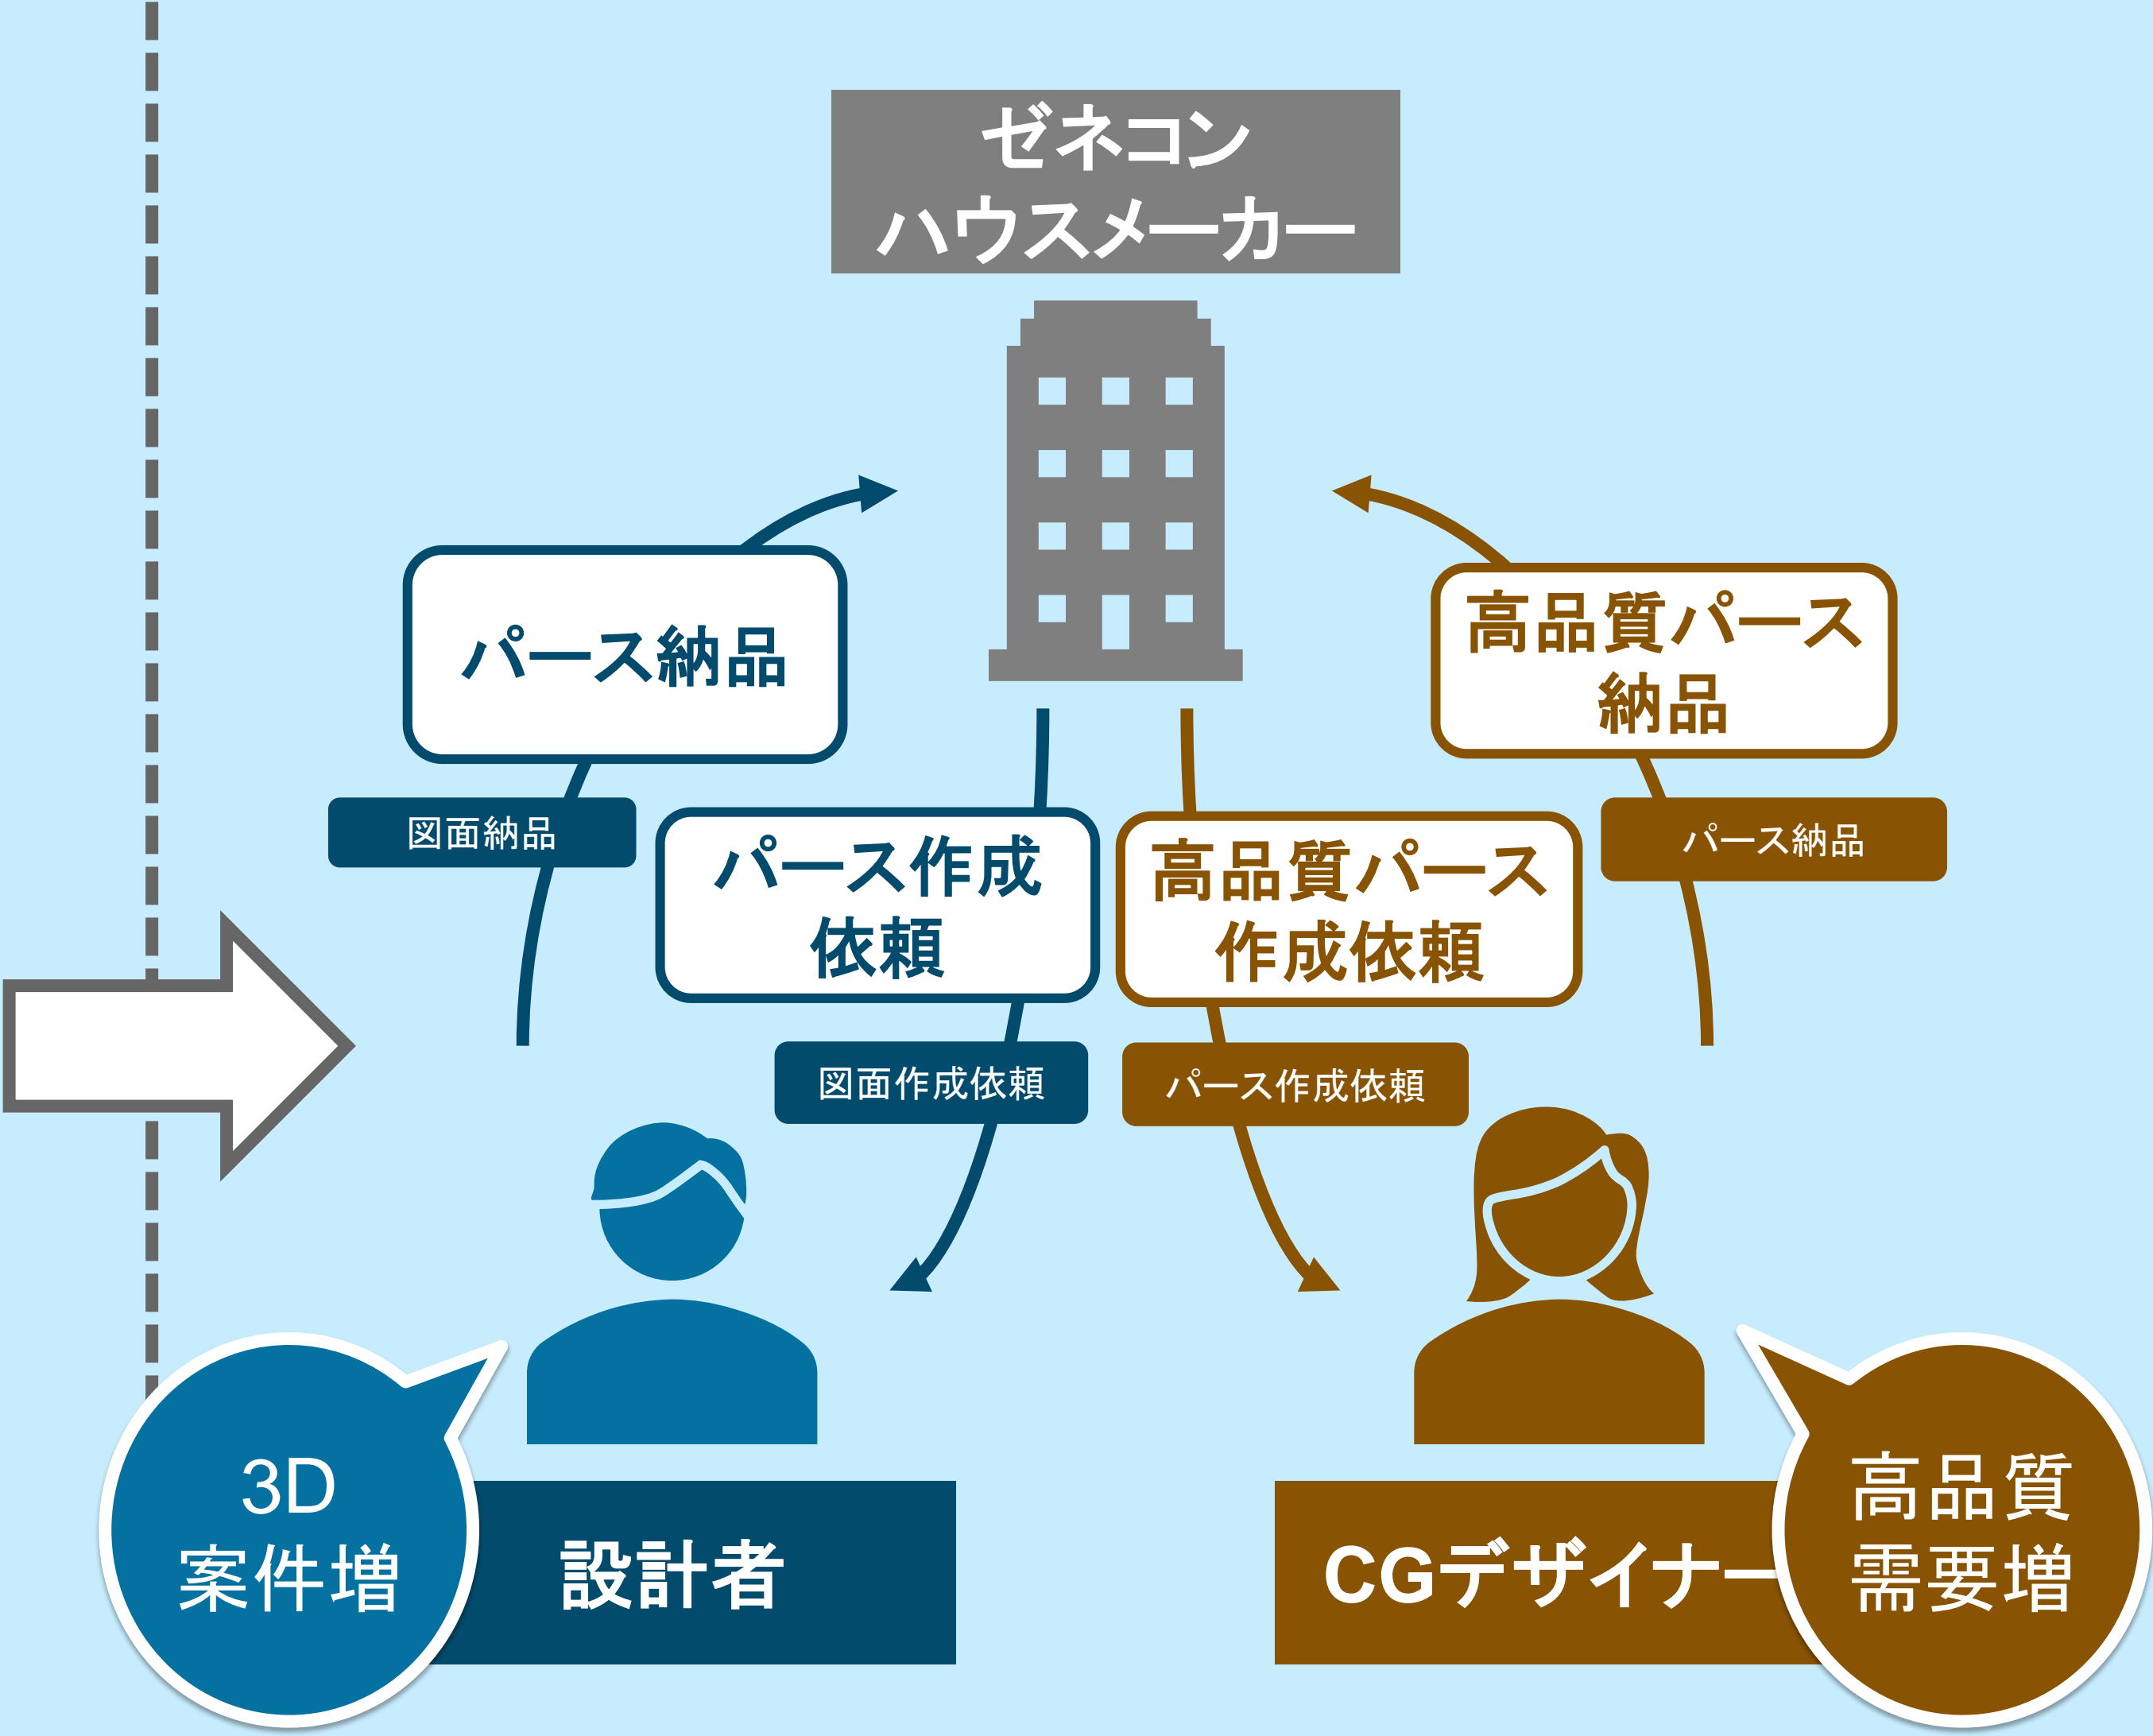 ゼネコン
ハウスメーカー
パース納品
高品質パース
納品
図面納品
パース納品
パース作成
依頼
高品質パース
作成依頼
図面作成依頼
パース作成依頼
3D
案件増
設計者
CGデザイナー
高品質
需要増